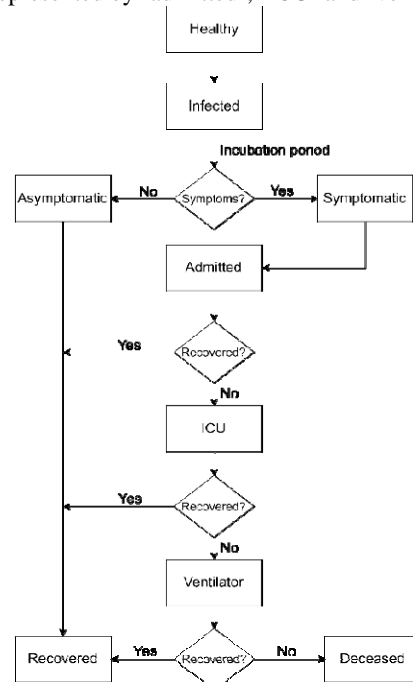 Healthy
Infected
Incubation period
Asymptomatic
No
Symptoms?
Yes
Symptomatic
Admitted
Yes
Recovered?
No
ICU
Yes
Recovered?
No
Ventilator
Recovered
Yes
Recovered?
No
Deceased